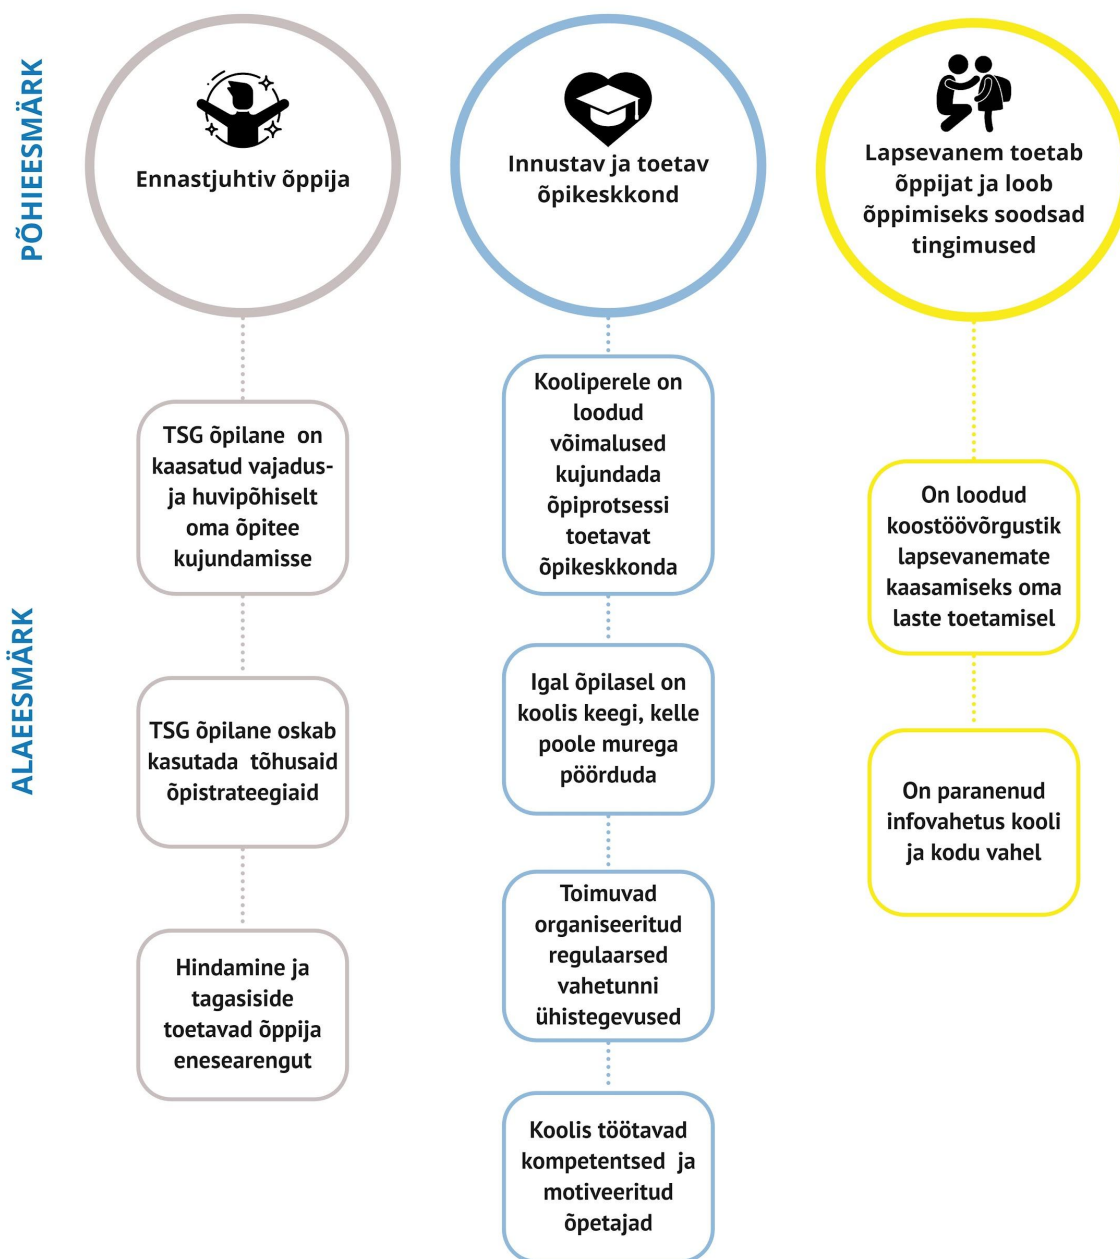 PÕHIEESMÄRK
Ennastjuhtiv õppija
Innustav ja toetav
õpikeskkond
Lapsevanem toetab
õppijat ja loob
õppimiseks soodsad
tingimused
ALAEESMÄRK
TSG õpilane on
kaasatud vajadus-
ja huvipõhiselt
oma õpitee
kujundamisse
TSG õpilane oskab
kasutada tõhusaid
õpistrateegiaid
Hindamine ja
tagasiside
toetavad õppija
enesearengut
Kooliperele on
loodud
võimalused
kujundada
õpiprotsessi
toetavat
õpikeskkonda
Igal õpilasel on
koolis keegi, kelle
poole murega
pöörduda
Toimuvad
organiseeritud
regulaarsed
vahetunni
ühistegevused
Koolis töötavad
kompetentsed ja
motiveeritud
õpetajad
On loodud
koostöövõrgustik
lapsevanemate
kaasamiseks oma
laste toetamisel
On paranenud
infovahetus kooli
ja kodu vahel